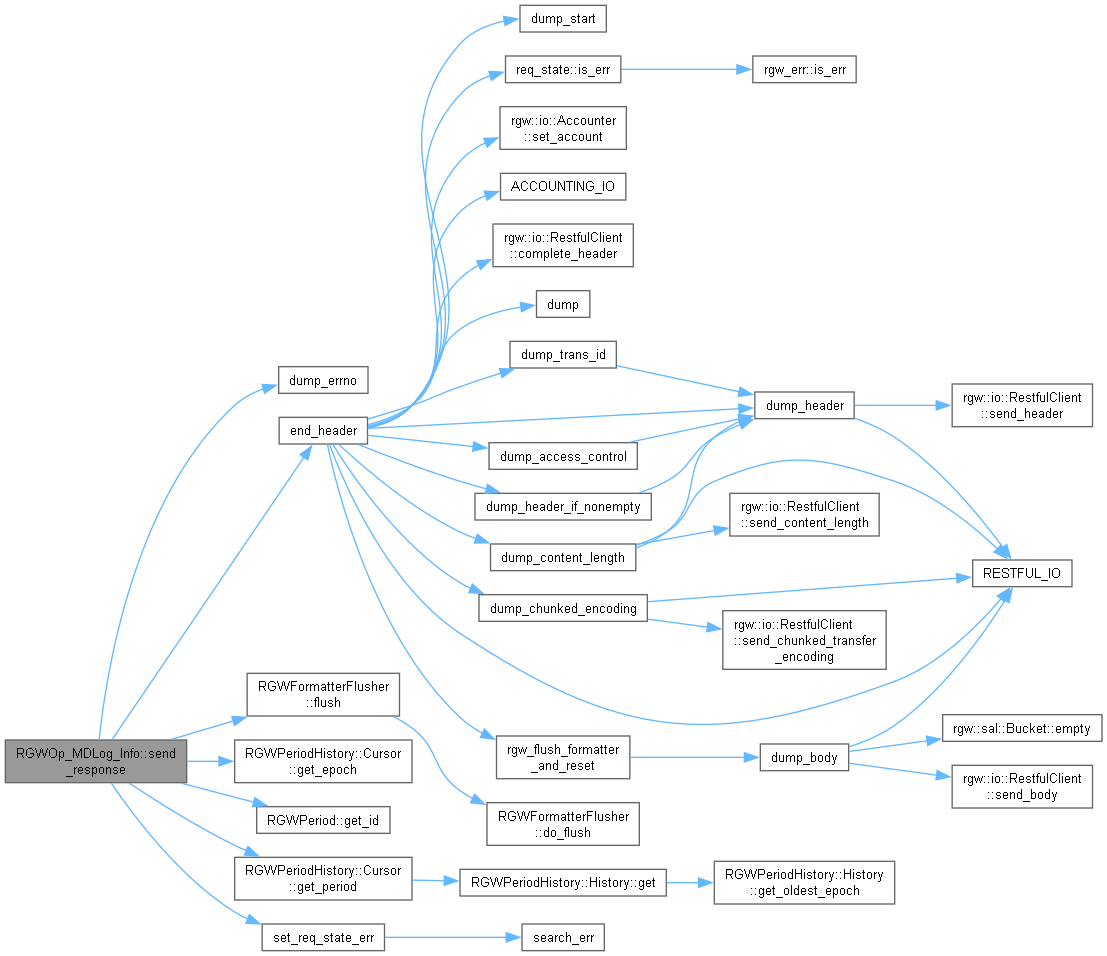 dump_start
req_state::is_err
rgw_err::is_err
rgw::io::Accounter
::set_account
ACCOUNTING_IO
rgw::io::RestfulClient
::complete_header
dump
dump_trans_id
dump_errno
dump_header
rgw::io::RestfulClient
::send_header
end_header
dump_access_control
dump_header_if_nonempty
rgw::io::RestfulClient
::send_content_length
dump_content_length
RESTFUL_IO
dump_chunked_encoding
rgw::io::RestfulClient
::send_chunked_transfer
_encoding
RGWFormatterFlusher
::flush
rgw::sal::Bucket::empty
RGWOp_MDLog_Info::send
_response
RGWPeriodHistory::Cursor
::get_epoch
rgw_flush_formatter
_and_reset
dump_body
rgw::io::RestfulClient
::send_body
RGWPeriod::get_id
RGWFormatterFlusher
::do_flush
RGWPeriodHistory::Cursor
::get_period
RGWPeriodHistory::History::get
RGWPeriodHistory::History
::get_oldest_epoch
set_req_state_err
search_err